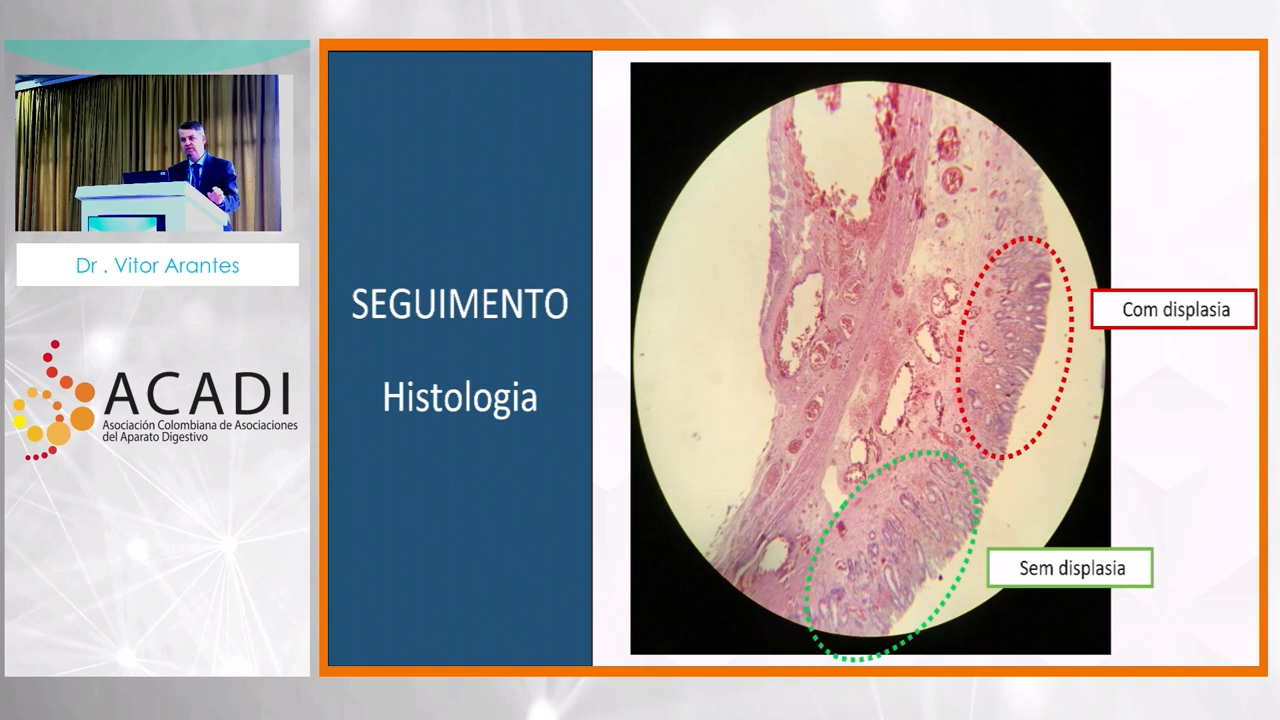 Dr . Vitor Arantes
ACADI
Asociación Colombiana de Asociaciones
del Aparato Digestivo
SEGUIMENTO
Histologia
Com displasia
Sem displasia